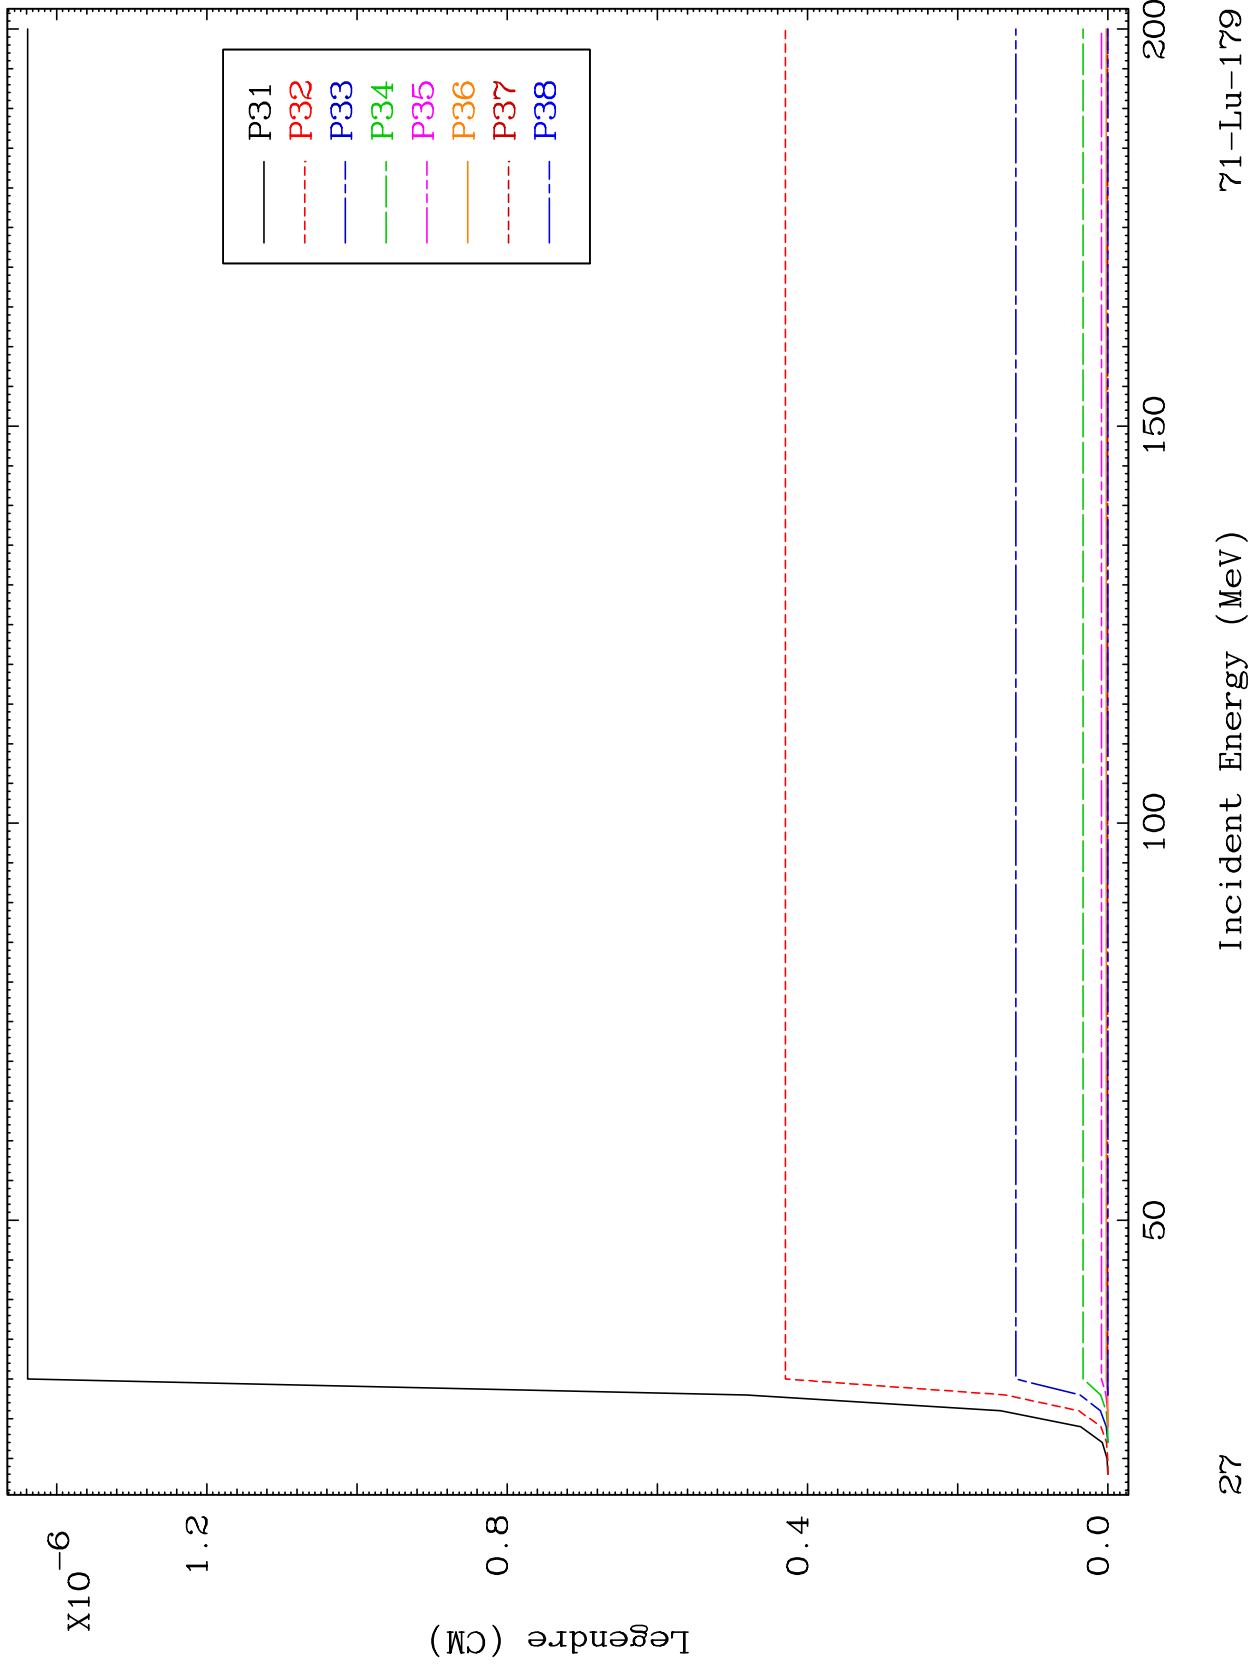 X10-6
1.2
0.8
0.4
0.0
Legendre (CM)
P31
P32
P33
P34
P35
P36
P37
P38
50
100
150
200
27
Incident Energy (MeV)
71-Lu-179